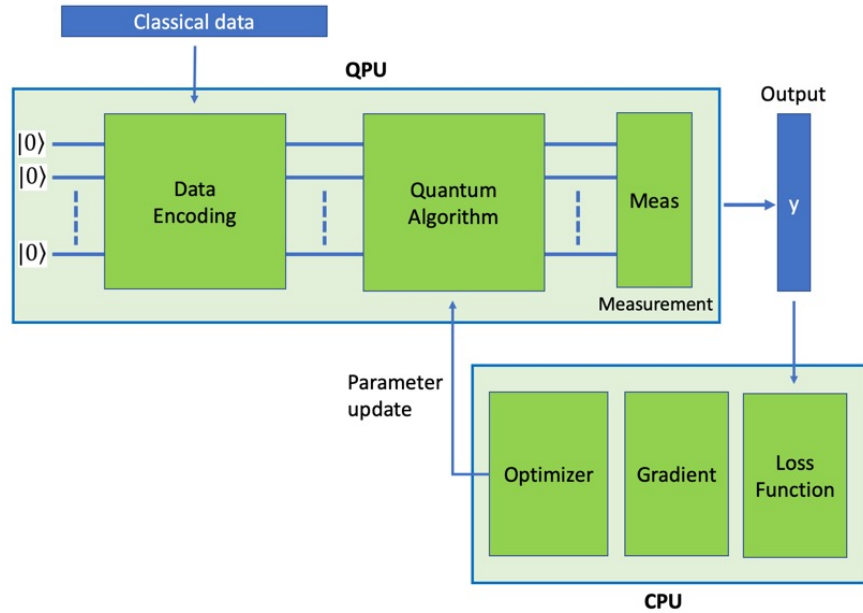 Classical data
QPU
Output
|0⟩
|0⟩
|0⟩
Data
Encoding
Quantum
Algorithm
Meas
Measurement
y
Parameter
update
Optimizer
Gradient
Loss
Function
CPU